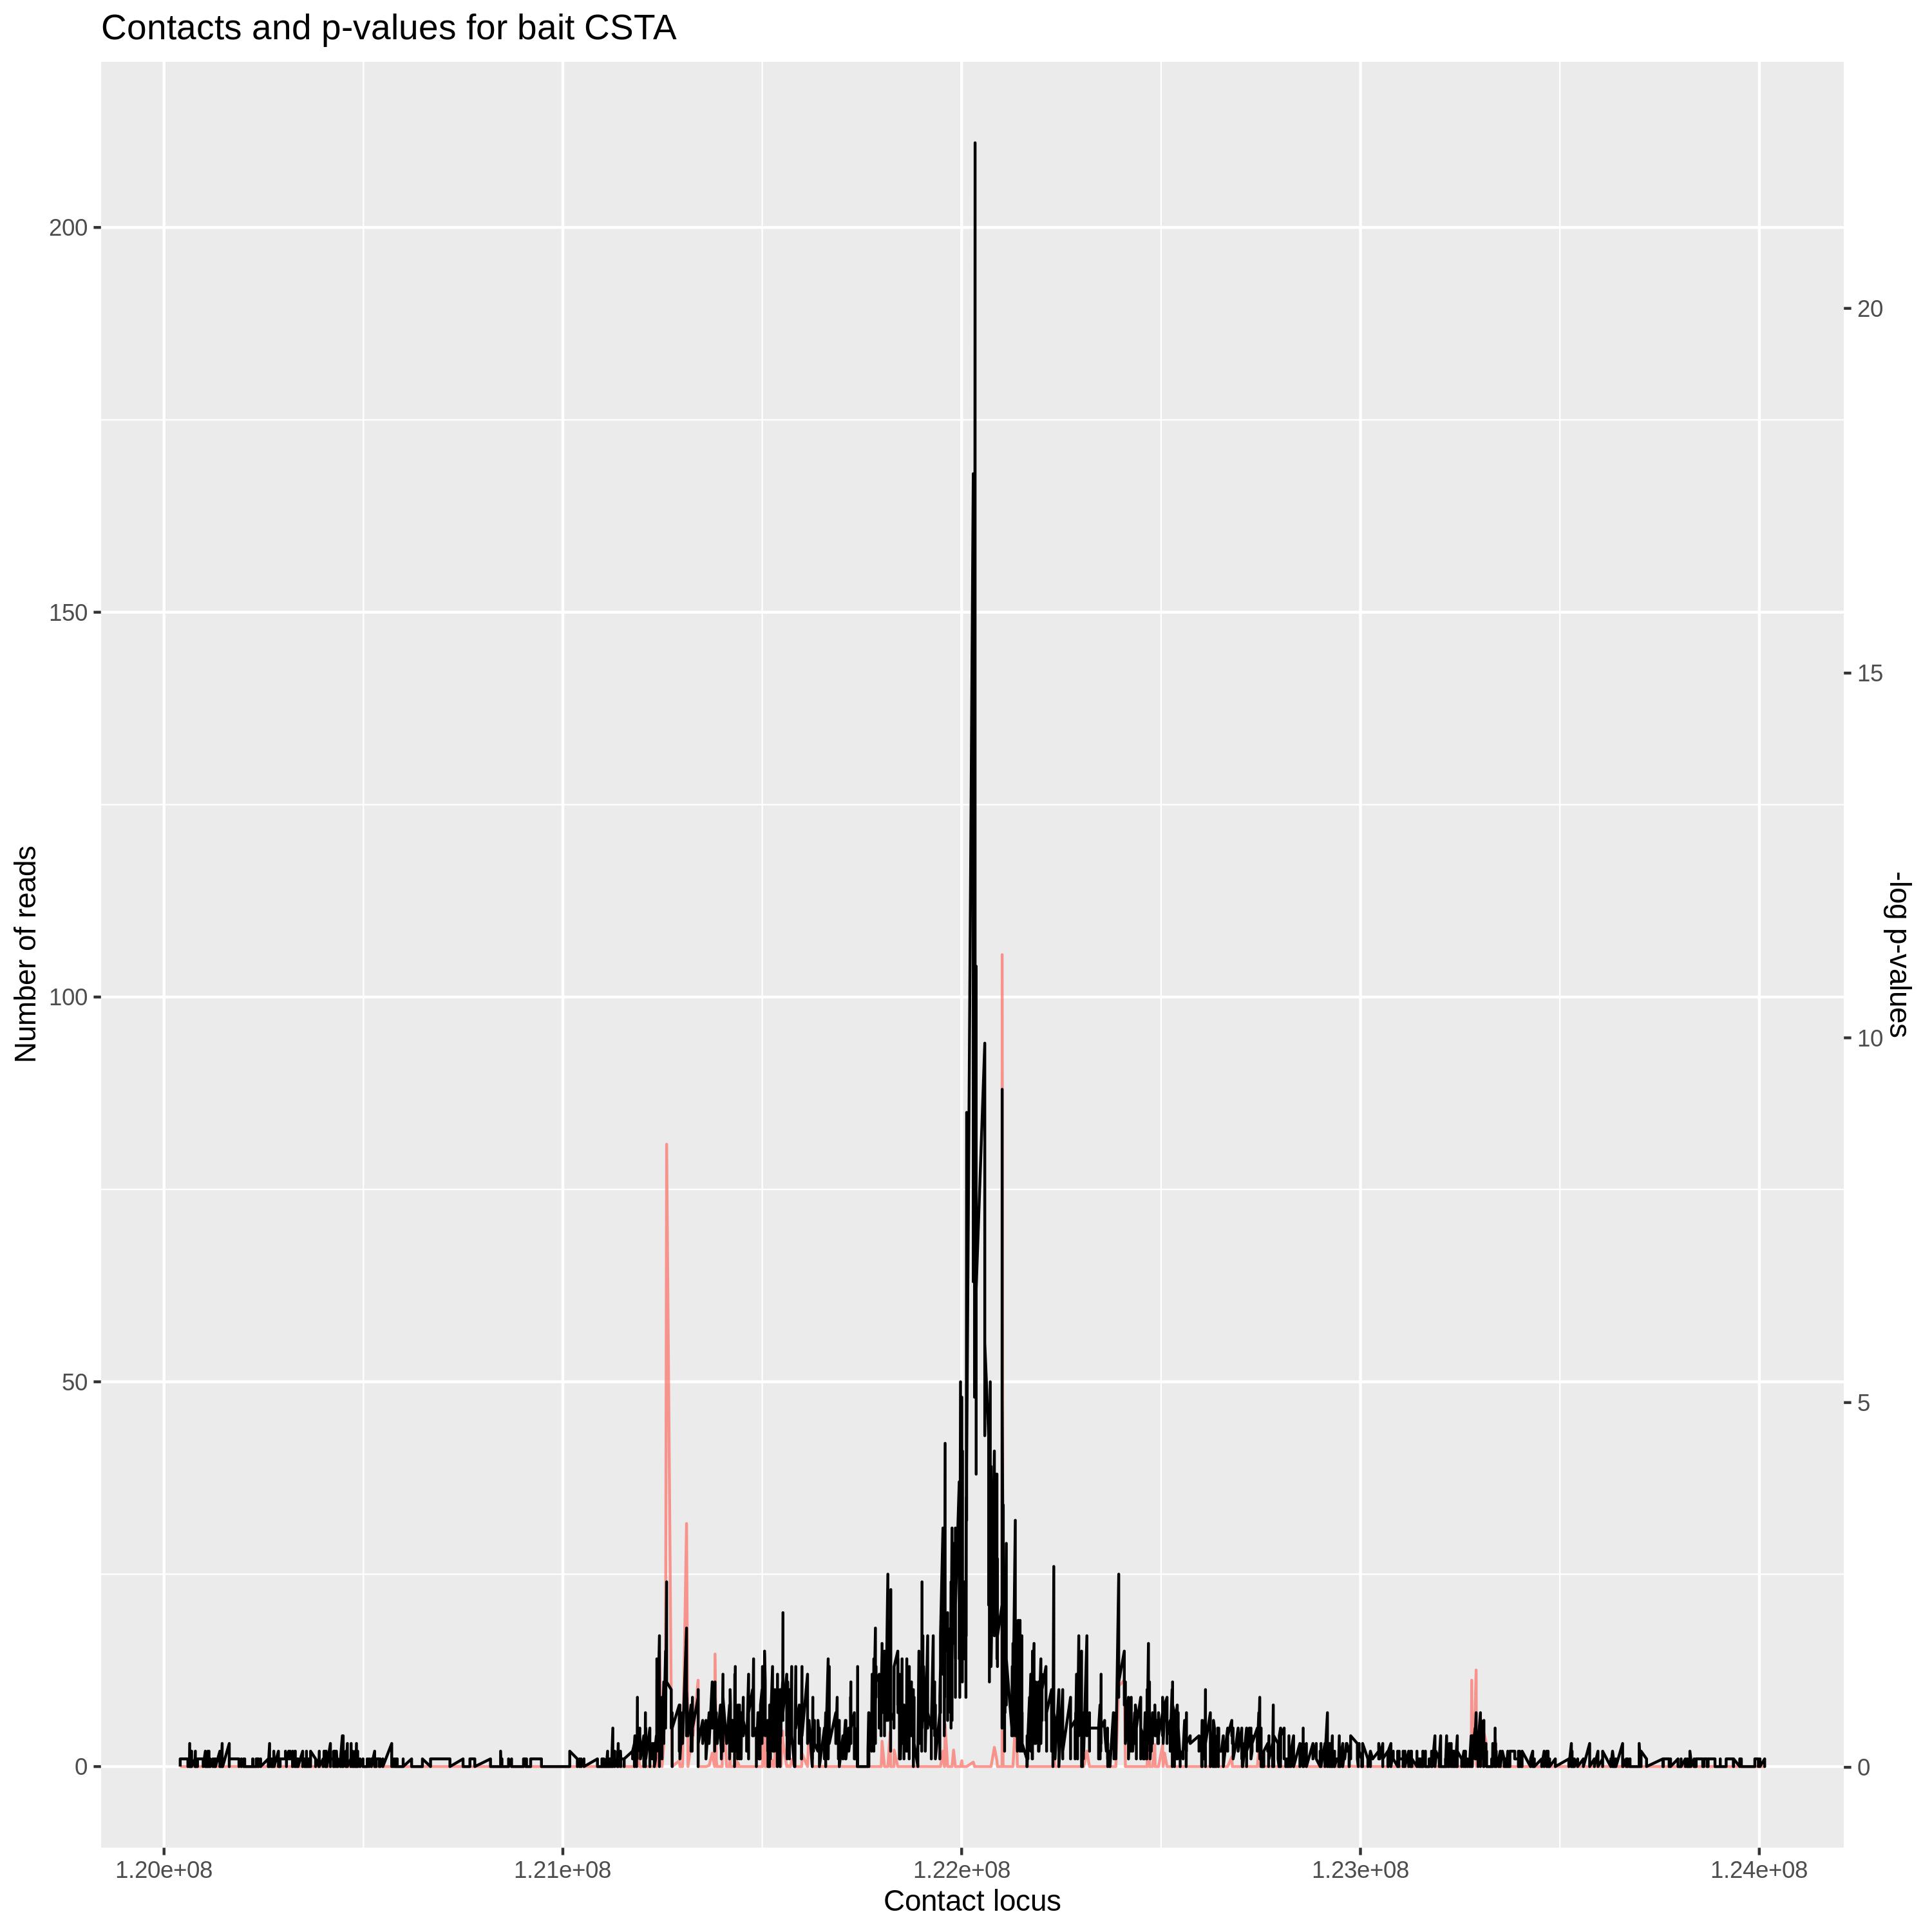 Contacts and p-values for bait CSTA
Number of reads
200
150
100
50
0
20
15
10
5
0
-log p-values
1.20e+08
1.21e+08
1.22e+08
1.23e+08
1.24e+08
Contact locus